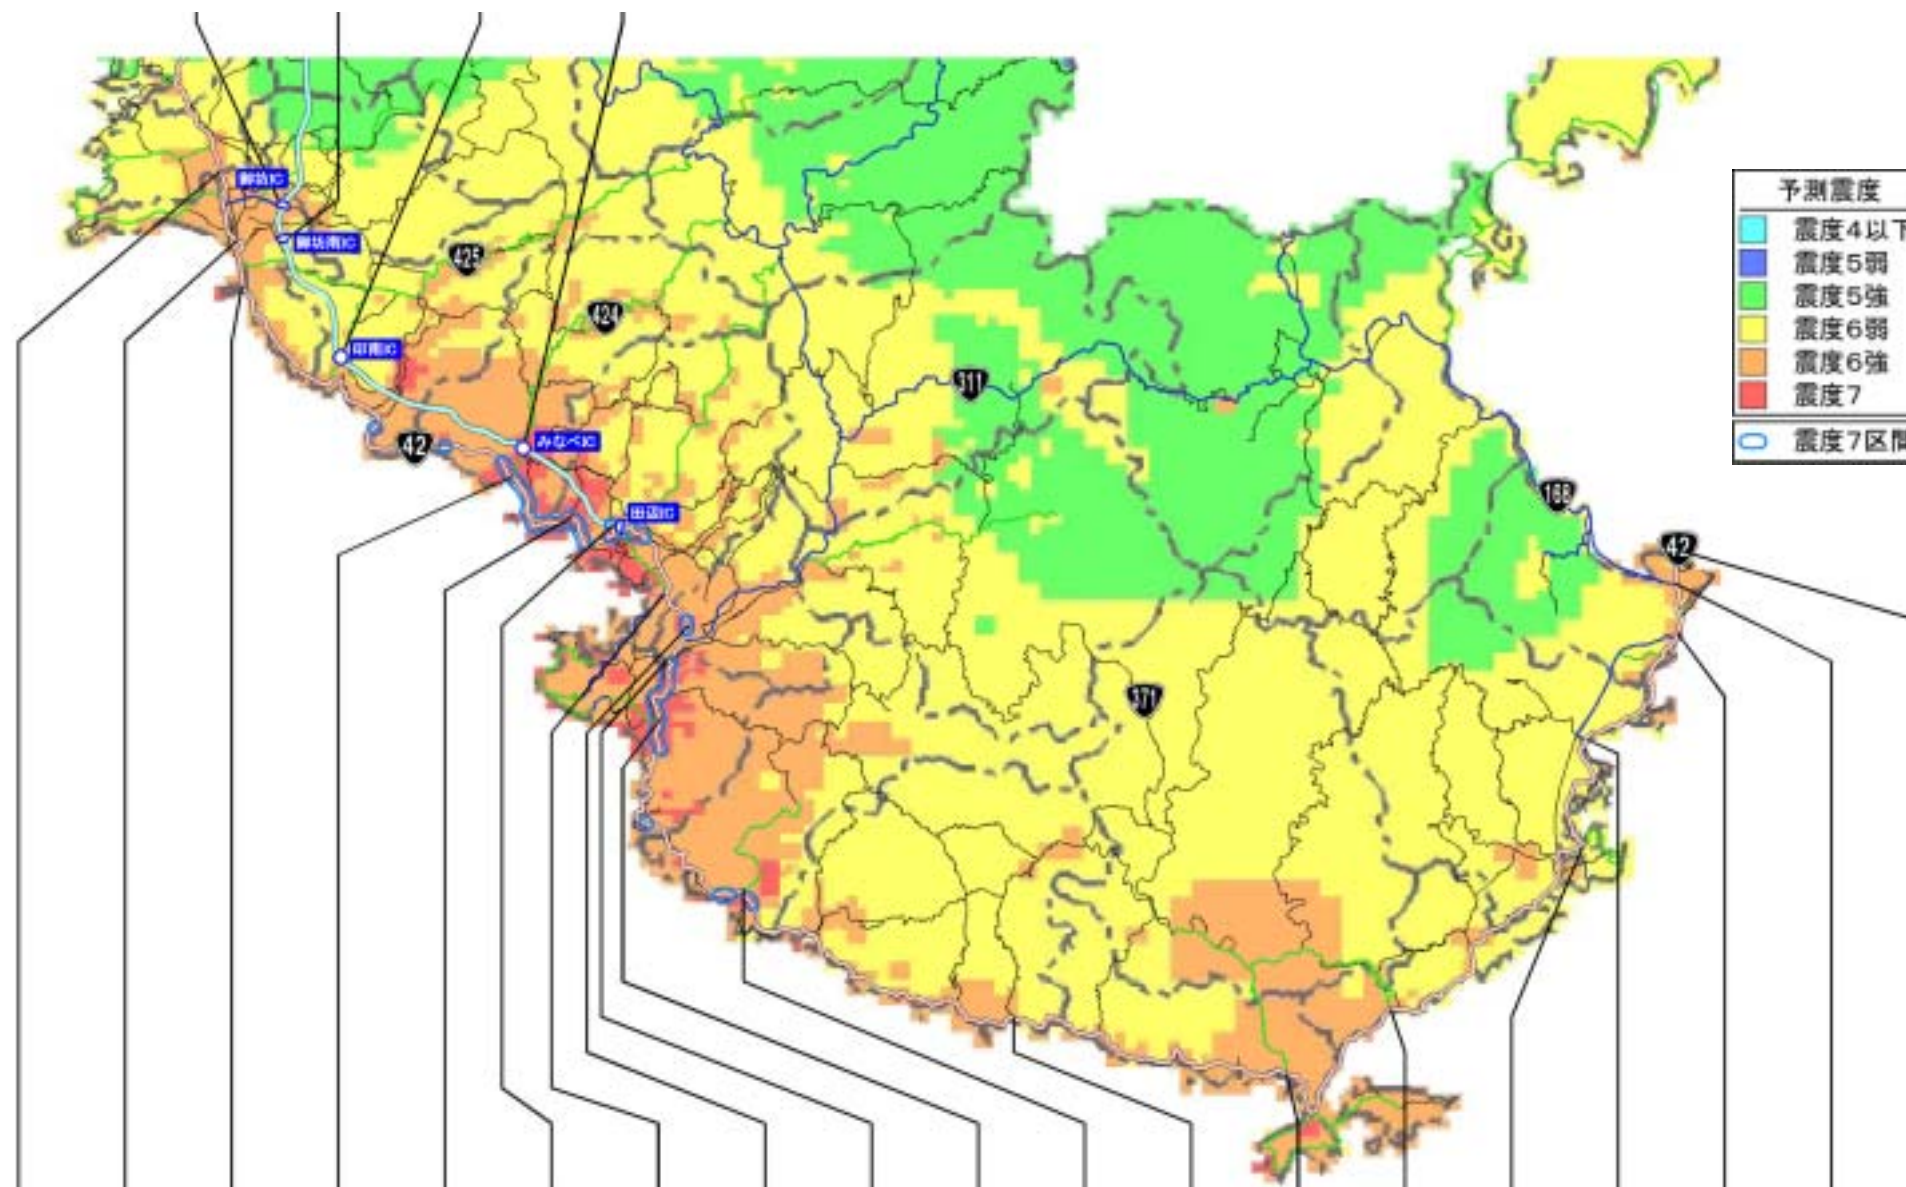 御坊IC
御坊南IC
425
424
印南IC
311
42
みなべIC
田辺IC
168
42
371
予測震度
震度4以下
震度5弱
震度5強
震度6弱
震度6強
震度7
震度7区間